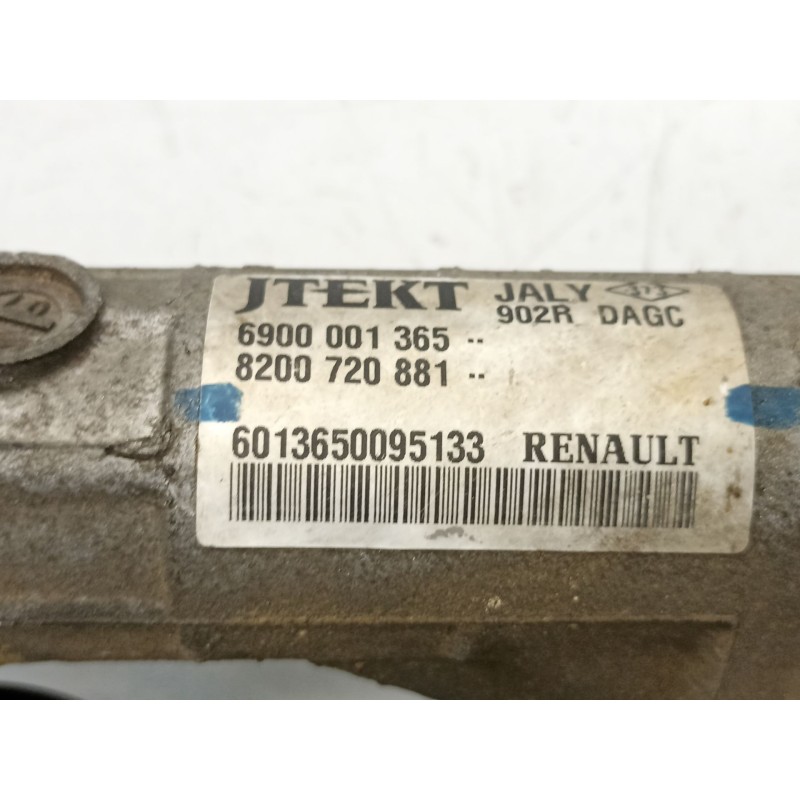 JTEKT JALY
902R DAGC
6900 001 365 --
8200 720 881 --
6013650095133 RENAULT